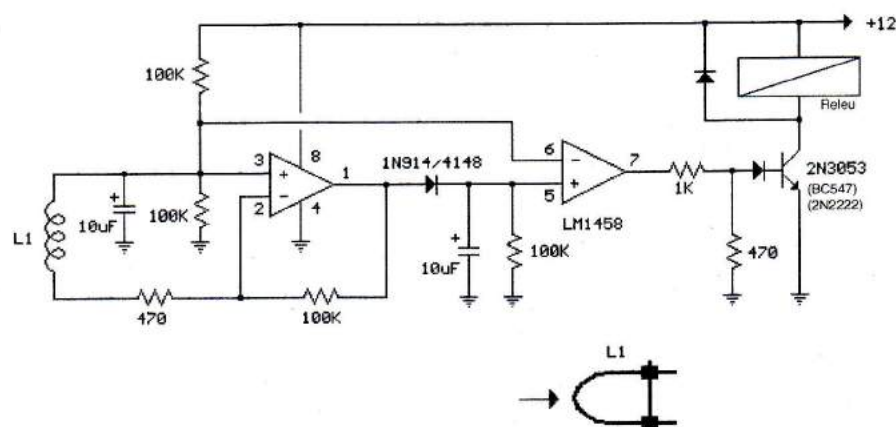 +12
100K
Releu
3
8
1
1N914/4148
6
7
5
2N3053
(BC547)
(2N2222)
+
-
-
+
2
4
1K
LM1458
L1
+
10uF
100K
+
10uF
100K
470
470
100K
L1